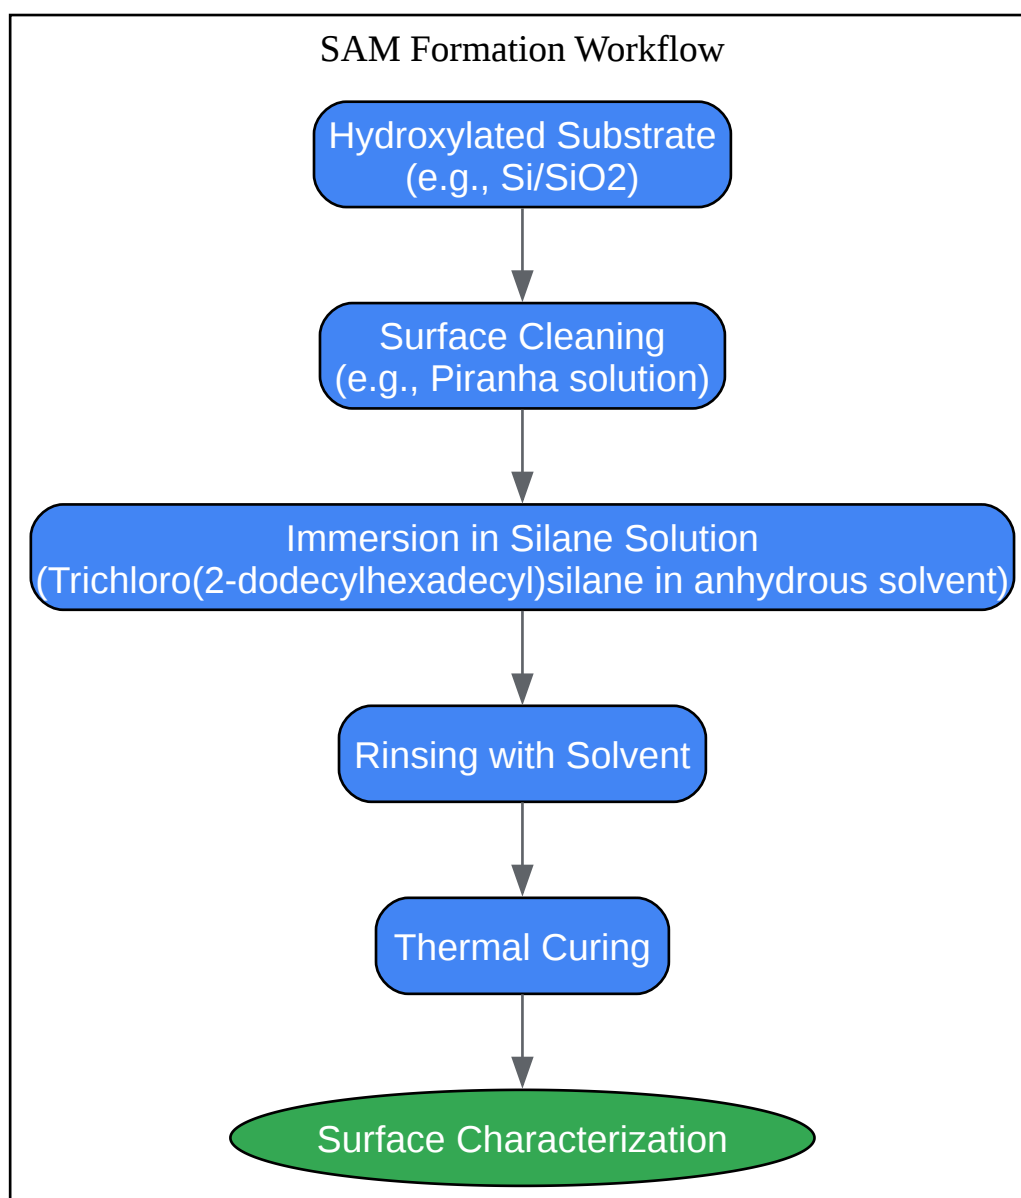 SAM Formation Workflow
Hydroxylated Substrate
(e.g., Si/SiO2)
Surface Cleaning
(e.g., Piranha solution)
Immersion in Silane Solution
(Trichloro(2-dodecylhexadecyl)silane in anhydrous solvent)
Rinsing with Solvent
Thermal Curing
Surface Characterization